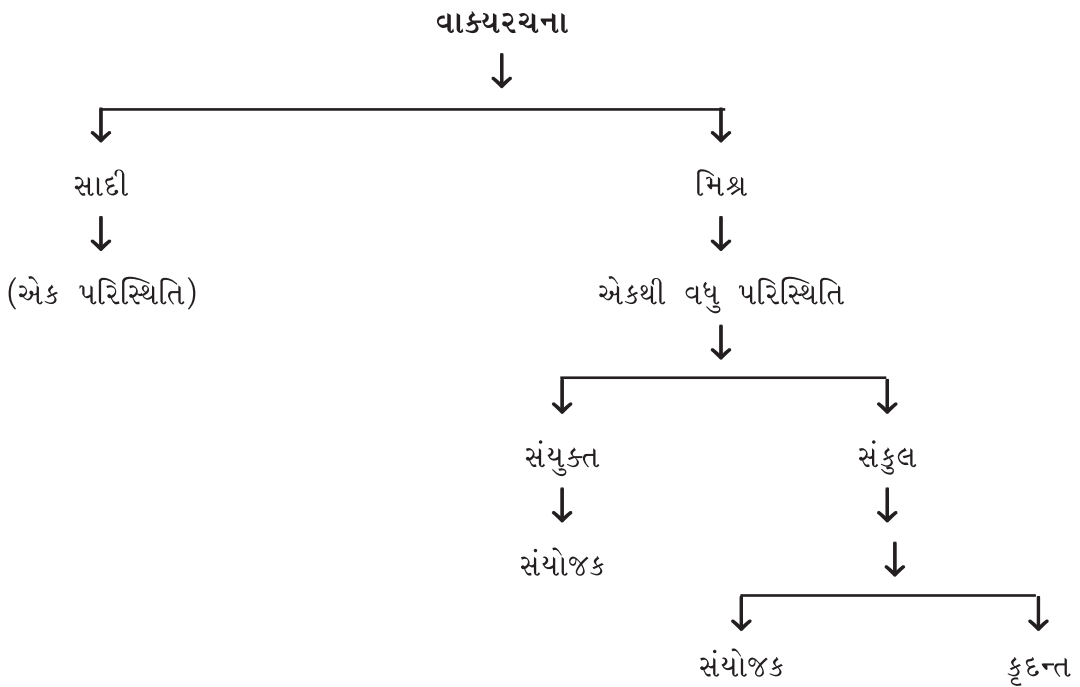 વાક્યરચના
સાદી મિશ્ર
(એક પરિસ્થિતિ) એકથી વધુ પરિસ્થિતિ
સંયુક્ત સંકુલ
સંયોજક
સંયોજક કૃદન્ત